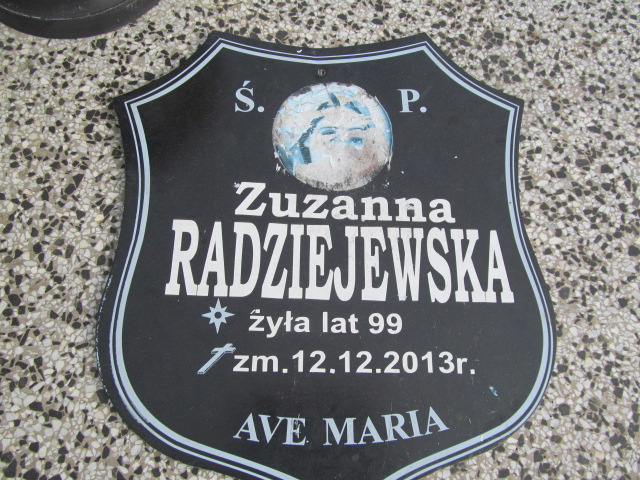 Ś. P.
Zuzanna
RADZIEJEWSKA
żyła lat 99
zm.12.12.2013r.
AVE MARIA